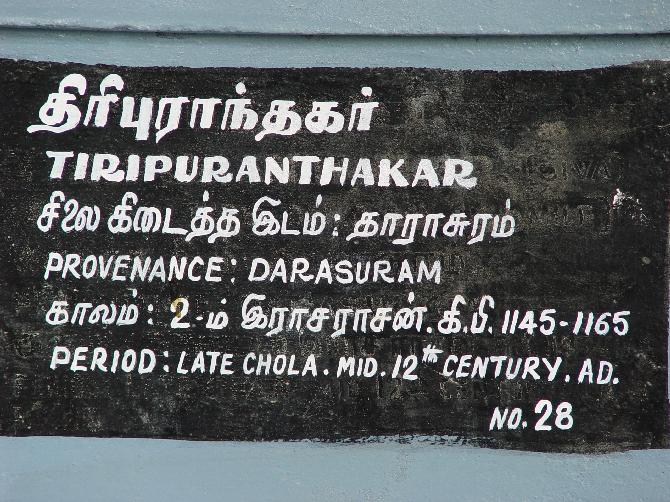 திரிபுராந்தகர்
TIRIPURANTHAKAR
சிலை கிடைத்த இடம்: தாராசுரம்
PROVENANCE: DARASURAM
காலம்: 2-ம் இராசராசன். கி.பி. 1145-1165
PERIOD: LATE CHOLA. MID. 12th CENTURY. AD.
NO. 28